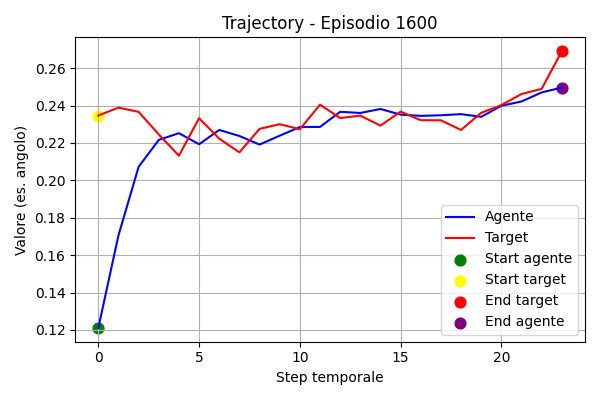 Trajectory - Episodio 1600
Valore (es. angolo)
0.26
0.24
0.22
0.20
0.18
0.16
0.14
0.12
Agente
Target
Start agente
Start target
End target
End agente
0 5 10 15 20
Step temporale